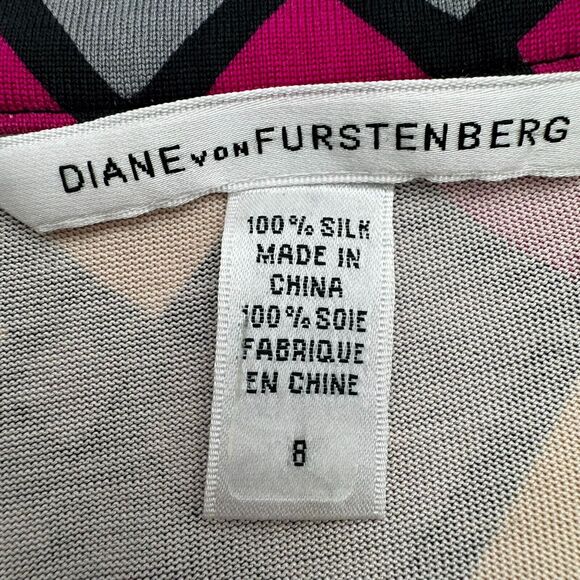 DIANE von FURSTENBERG
100% SILK
MADE IN
CHINA
100% SOIE
FABRIQUE
EN CHINE
8